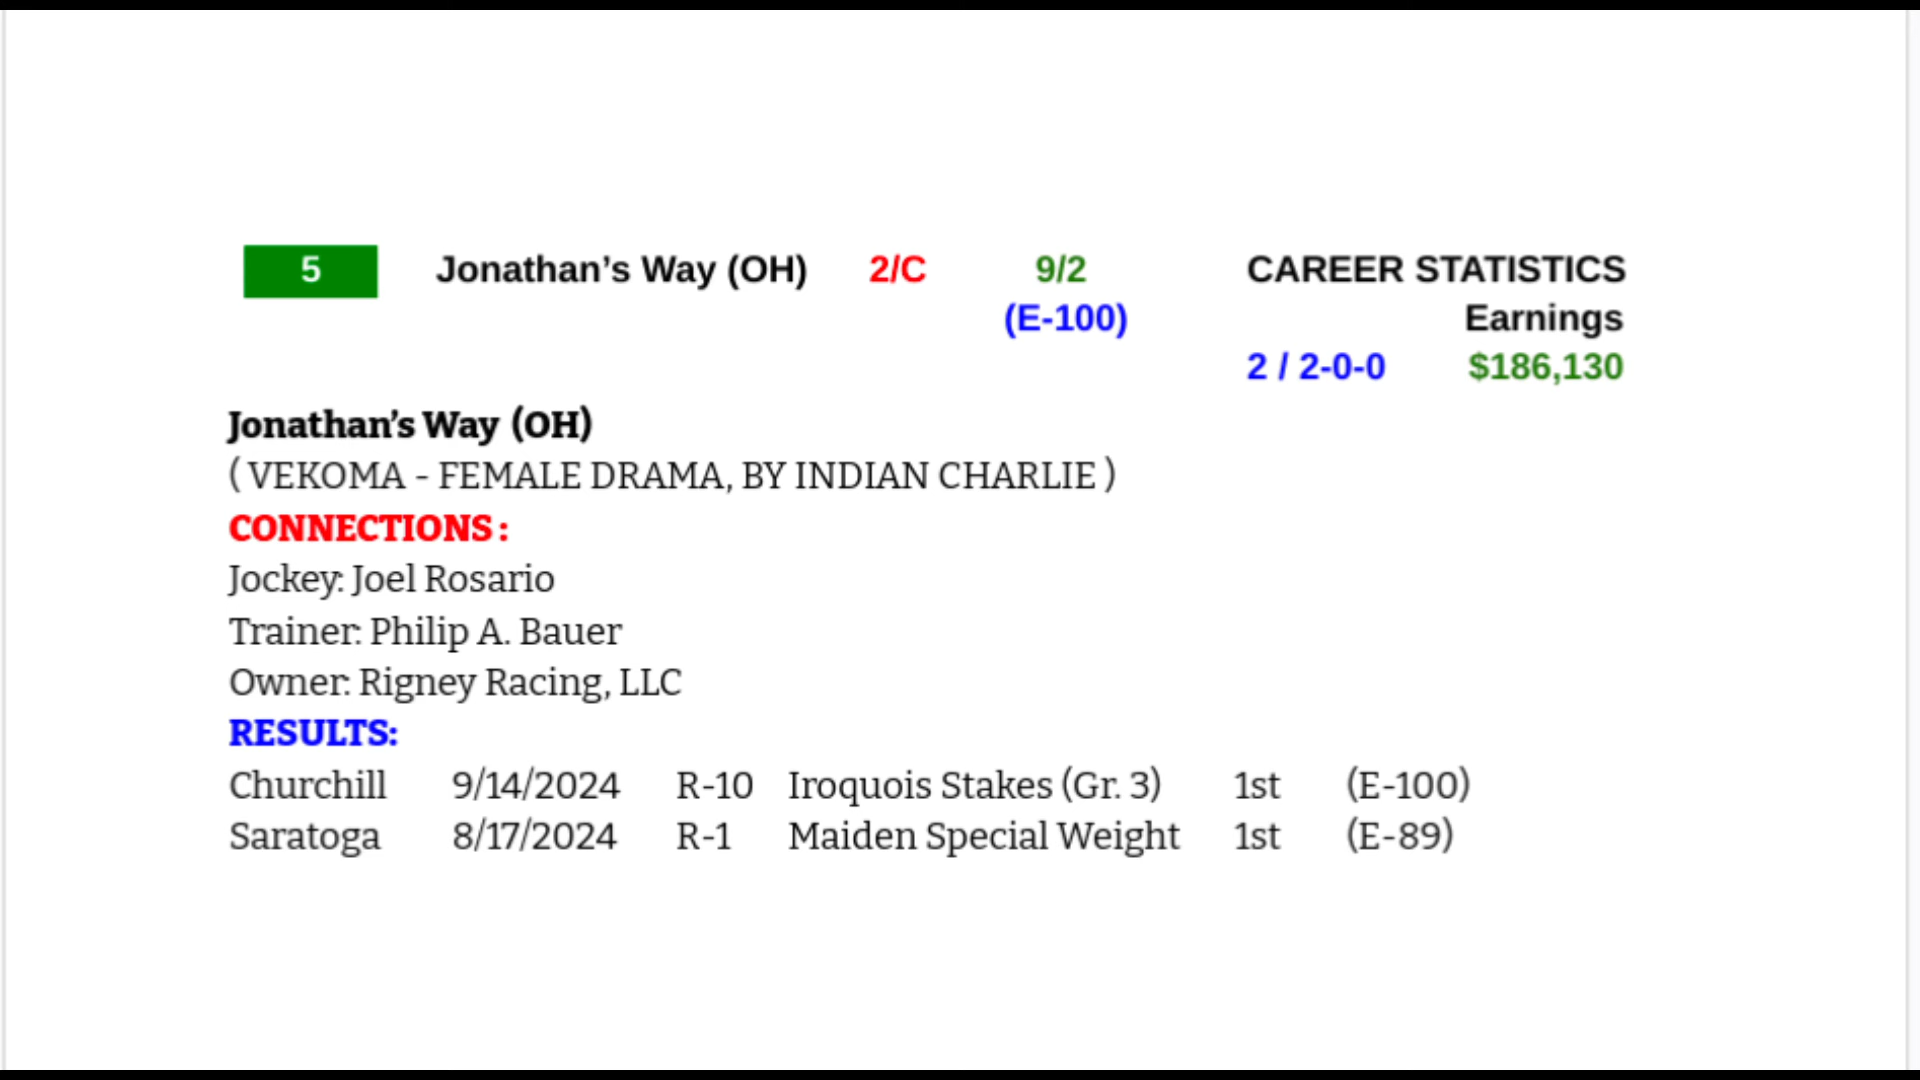 5 Jonathan’s Way (OH) 2/C 9/2 CAREER STATISTICS
(E-100) Earnings
2 / 2-0-0 $186,130
Jonathan’s Way (OH)
( VEKOMA - FEMALE DRAMA, BY INDIAN CHARLIE )
CONNECTIONS :
Jockey: Joel Rosario
Trainer: Philip A. Bauer
Owner: Rigney Racing, LLC
RESULTS:
Churchill 9/14/2024 R-10 Iroquois Stakes (Gr. 3) 1st (E-100)
Saratoga 8/17/2024 R-1 Maiden Special Weight 1st (E-89)